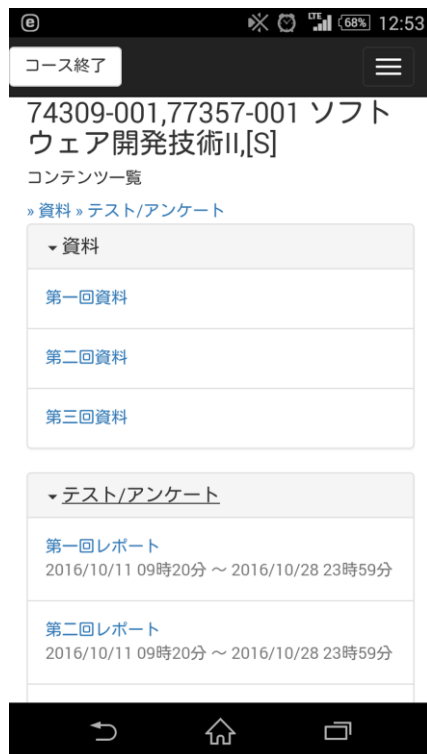 e
LTE 68% 12:53
コース終了
74309-001,77357-001 ソフト
ウェア開発技術II,[S]
コンテンツ一覧
» 資料 » テスト/アンケート
資料
第一回資料
第二回資料
第三回資料
テスト/アンケート
第一回レポート
2016/10/11 09時20分 ～ 2016/10/28 23時59分
第二回レポート
2016/10/11 09時20分 ～ 2016/10/28 23時59分